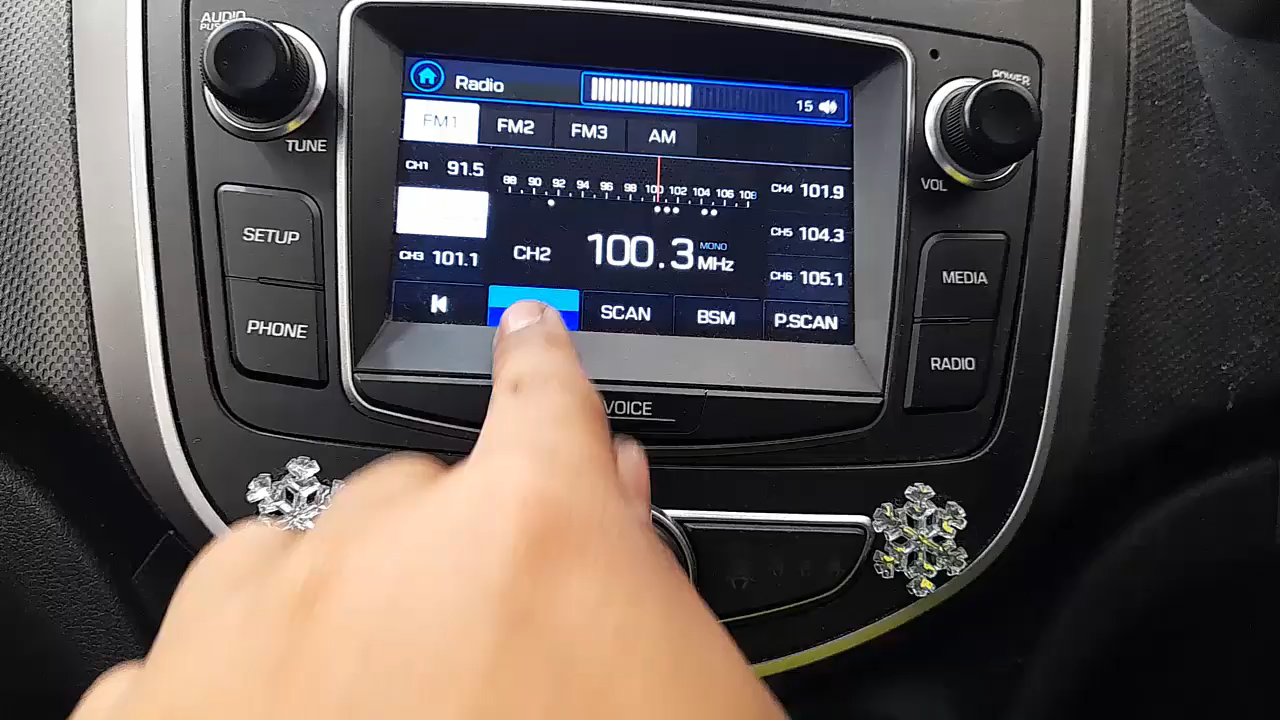 AUDIO
PUSH
TUNE
POWER
VOL
SETUP
PHONE
MEDIA
RADIO
VOICE
Radio
15
FM1
FM2
FM3
AM
CH1 91.5
CH3 101.1
88 90 92 94 96 98 100 102 104 106 108
CH2 100.3 MONO MHz
CH4 101.9
CH5 104.3
CH6 105.1
SCAN
BSM
P.SCAN